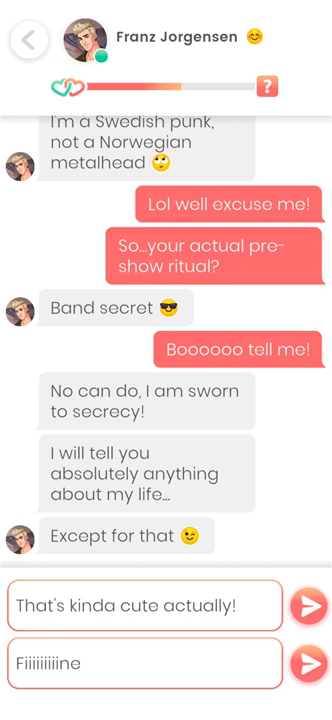 Franz Jorgensen 😊
?
I'm a Swedish punk,
not a Norwegian
metalhead 🙄
Lol well excuse me!
So...your actual pre-
show ritual?
Band secret 😎
Boooooo tell me!
No can do, I am sworn
to secrecy!
I will tell you
absolutely anything
about my life...
Except for that 😉
That's kinda cute actually!
Fiiiiiiiiine